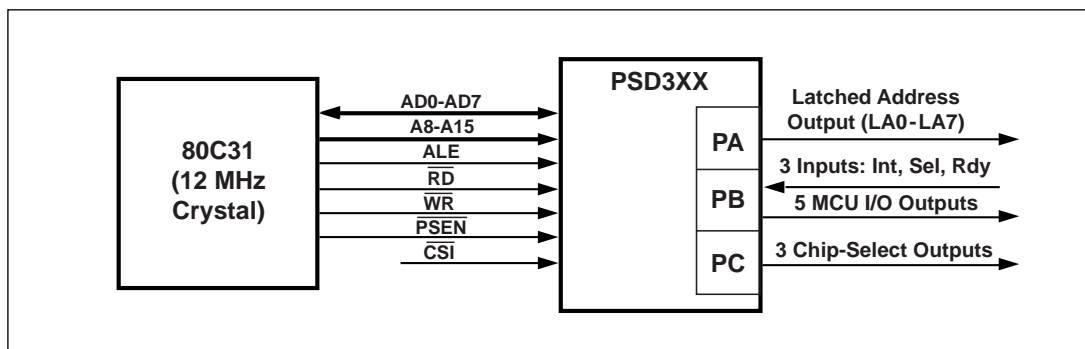 80C31
(12 MHz
Crystal)
AD0-AD7
A8-A15
ALE
RD
WR
PSEN
CSI
PSD3XX
PA
PB
PC
Latched Address
Output (LA0-LA7)
3 Inputs: Int, Sel, Rdy
5 MCU I/O Outputs
3 Chip-Select Outputs